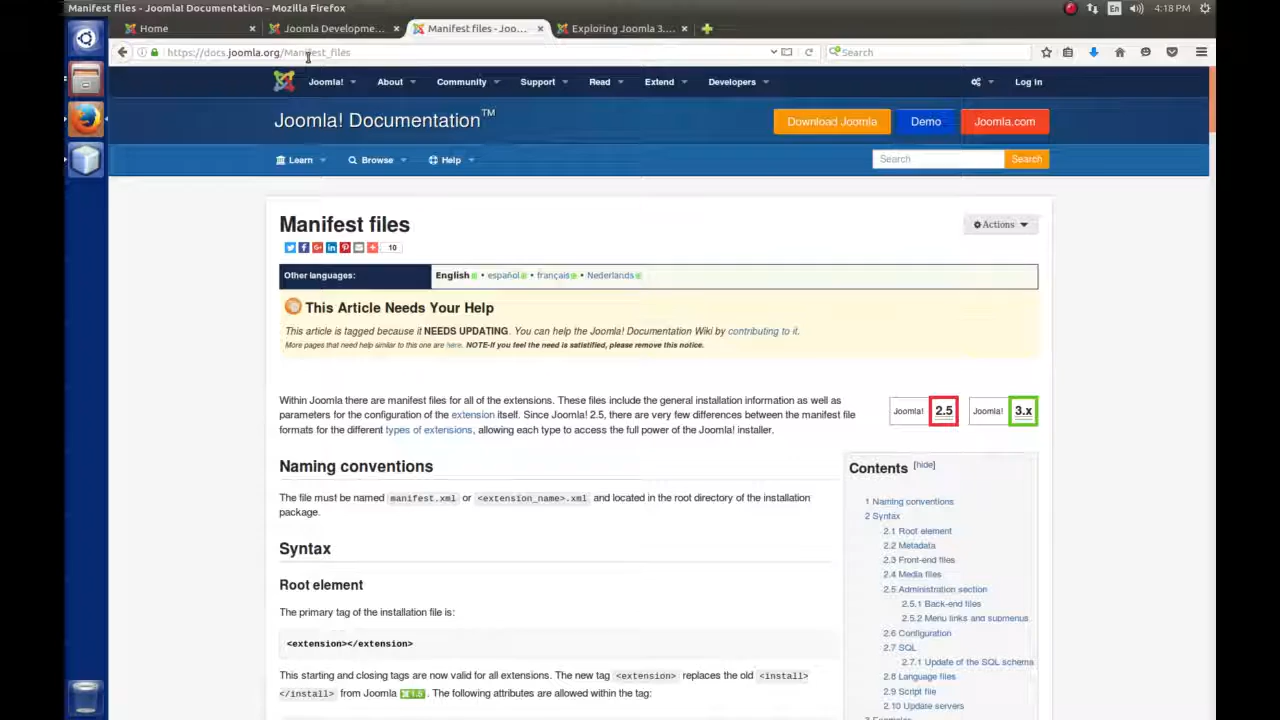 Manifest files - Joomla! Documentation - Mozilla Firefox
En
4:18 PM
Home
Joomla Developme...
Manifest files - Joo...
Exploring Joomla 3....
https://docs.joomla.org/Manifest_files
Search
Joomla!
About
Community
Support
Read
Extend
Developers
Log in
Joomla! Documentation™
Download Joomla
Demo
Joomla.com
Learn
Browse
Help
Search
Search
Manifest files
Actions
10
Other languages:
English • español • français • Nederlands
This Article Needs Your Help
This article is tagged because it NEEDS UPDATING. You can help the Joomla! Documentation Wiki by contributing to it.
More pages that need help similar to this one are here. NOTE-If you feel the need is satistified, please remove this notice.
Within Joomla there are manifest files for all of the extensions. These files include the general installation information as well as
parameters for the configuration of the extension itself. Since Joomla! 2.5, there are very few differences between the manifest file
formats for the different types of extensions, allowing each type to access the full power of the Joomla! installer.
Joomla! 2.5
Joomla! 3.x
Naming conventions
The file must be named manifest.xml or <extension_name>.xml and located in the root directory of the installation
package.
Syntax
Root element
The primary tag of the installation file is:
<extension></extension>
This starting and closing tags are now valid for all extensions. The new tag <extension> replaces the old <install>
</install> from Joomla 1.5. The following attributes are allowed within the tag:
Contents [hide]
1 Naming conventions
2 Syntax
2.1 Root element
2.2 Metadata
2.3 Front-end files
2.4 Media files
2.5 Administration section
2.5.1 Back-end files
2.5.2 Menu links and submenus
2.6 Configuration
2.7 SQL
2.7.1 Update of the SQL schema
2.8 Language files
2.9 Script file
2.10 Update servers
3 Examples